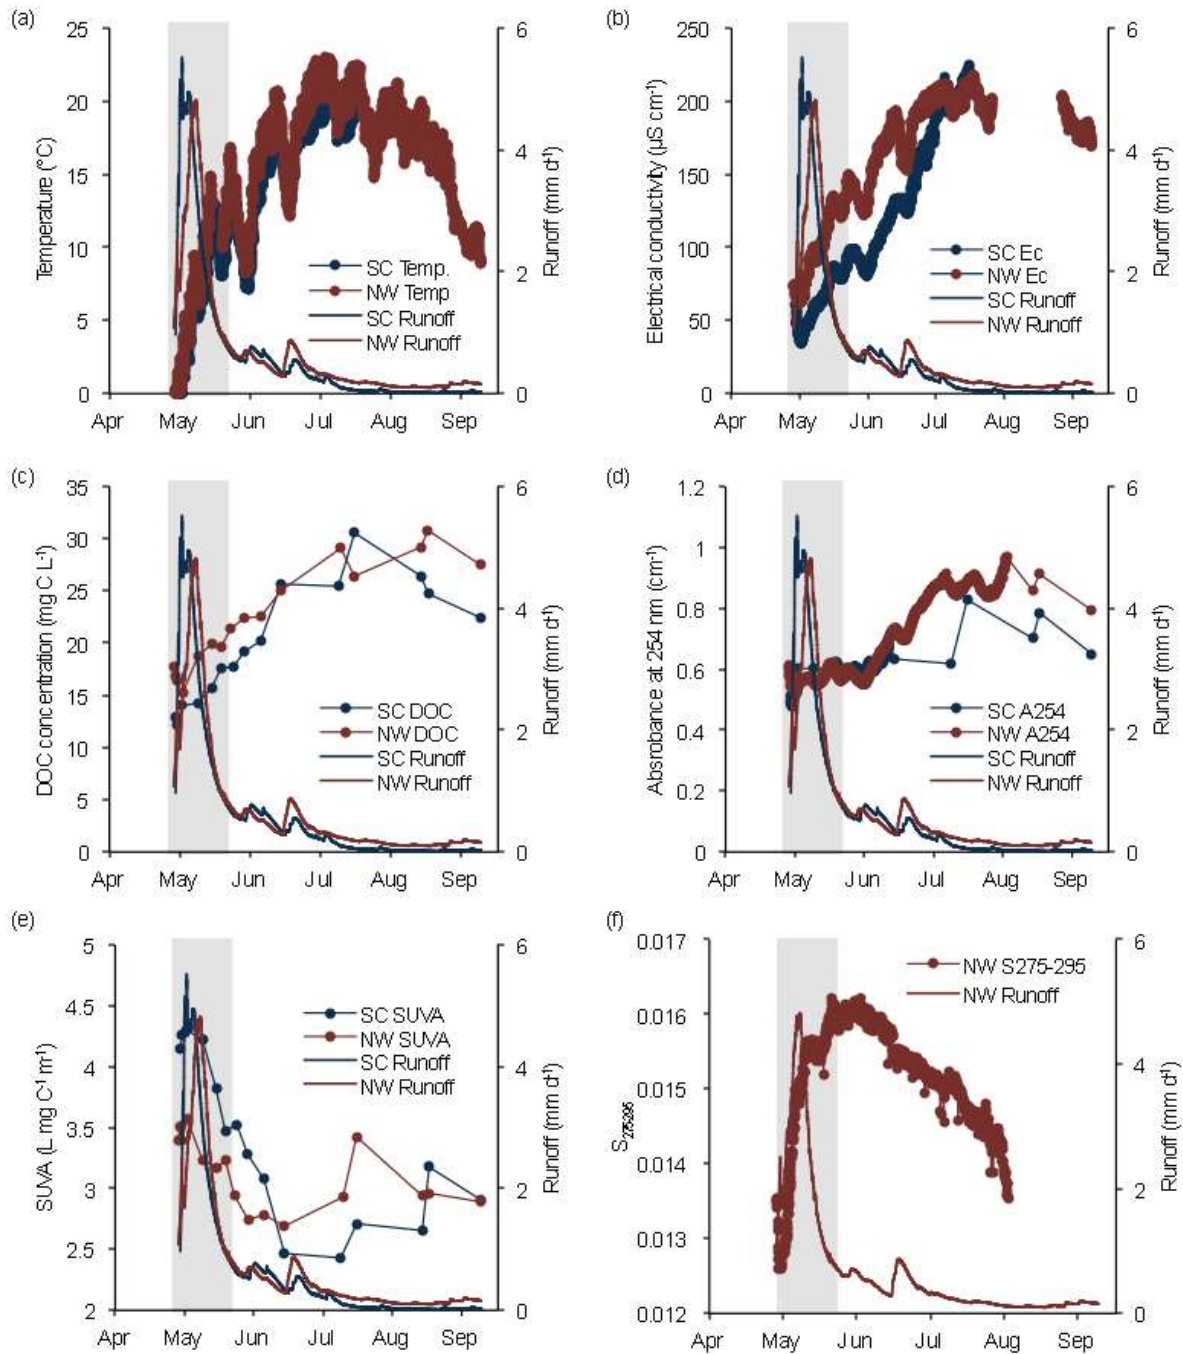 (a)
25
20
15
10
5
0
Temperature (°C)
6
4
2
0
Runoff (mm d⁻¹)
SC Temp.
NW Temp
SC Runoff
NW Runoff
Apr May Jun Jul Aug Sep
(b)
250
200
150
100
50
0
Electrical conductivity (µS cm⁻¹)
6
4
2
0
Runoff (mm d⁻¹)
SC Ec
NW Ec
SC Runoff
NW Runoff
Apr May Jun Jul Aug Sep
(c)
35
30
25
20
15
10
5
0
DOC concentration (mg C L⁻¹)
6
4
2
0
Runoff (mm d⁻¹)
SC DOC
NW DOC
SC Runoff
NW Runoff
Apr May Jun Jul Aug Sep
(d)
1.2
1
0.8
0.6
0.4
0.2
0
Absrobance at 254 nm (cm⁻¹)
6
4
2
0
Runoff (mm d⁻¹)
SC A254
NW A254
SC Runoff
NW Runoff
Apr May Jun Jul Aug Sep
(e)
5
4.5
4
3.5
3
2.5
2
SUVA (L mg C⁻¹ m⁻¹)
6
4
2
0
Runoff (mm d⁻¹)
SC SUVA
NW SUVA
SC Runoff
NW Runoff
Apr May Jun Jul Aug Sep
(f)
0.017
0.016
0.015
0.014
0.013
0.012
S₂₇₅₋₂₉₅
6
4
2
0
Runoff (mm d⁻¹)
NW S275-295
NW Runoff
Apr May Jun Jul Aug Sep